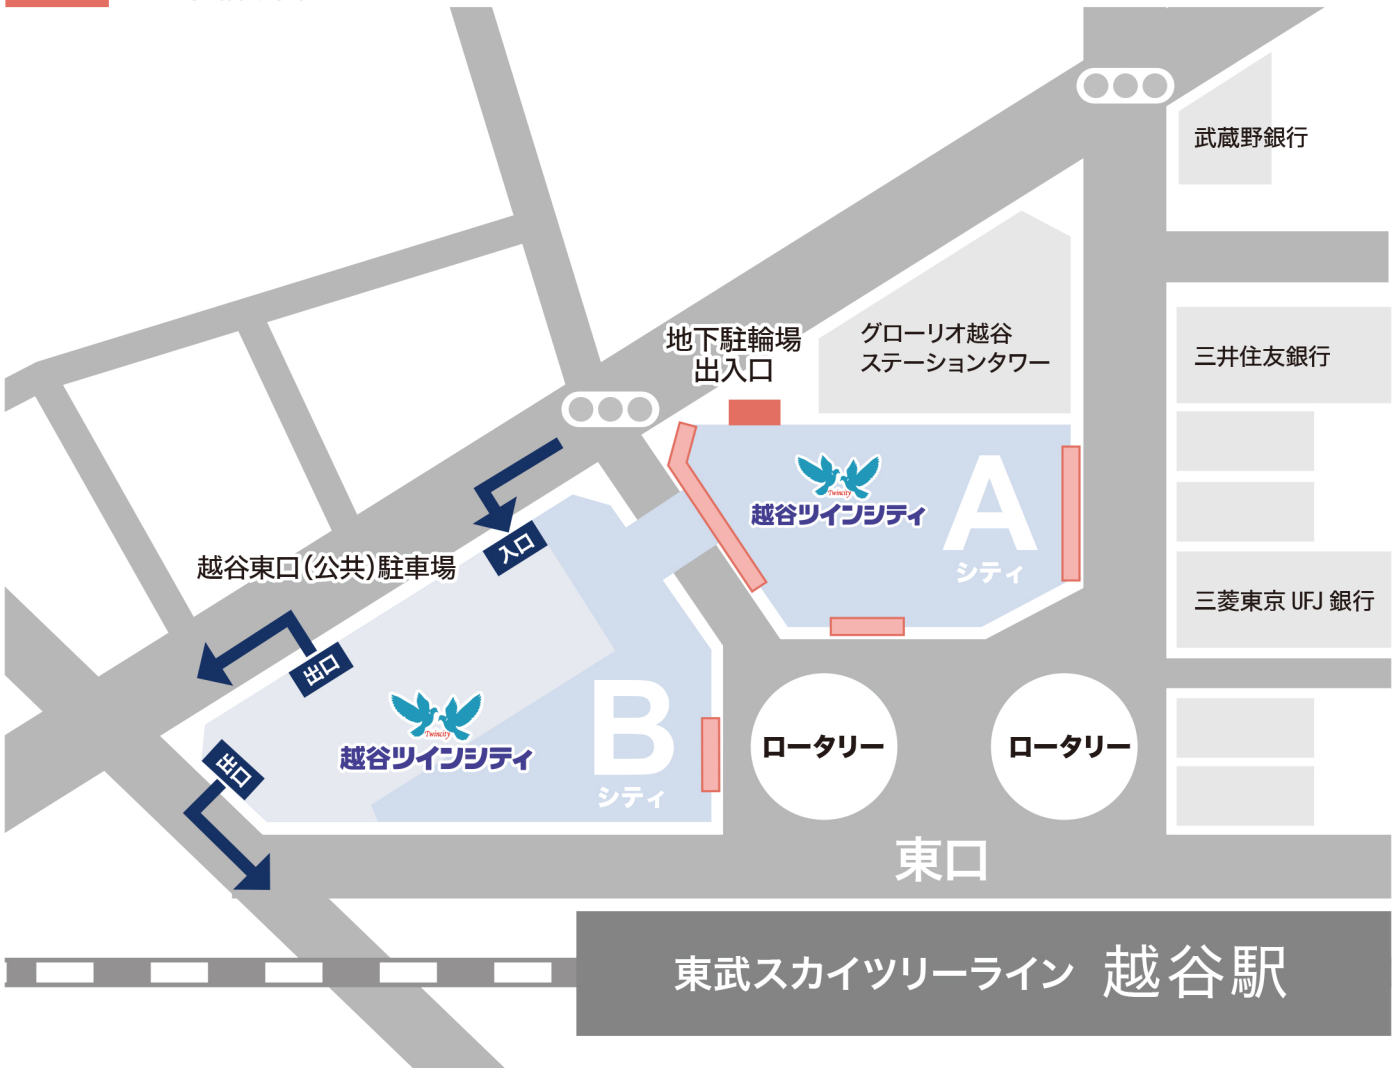 武蔵野銀行
グローリオ越谷
ステーションタワー
三井住友銀行
地下駐輪場
出入口
Twincity
越谷ツインシティ
A
シティ
入口
越谷東口(公共)駐車場
三菱東京 UFJ 銀行
出口
Twincity
越谷ツインシティ
B
シティ
出口
ロータリー
ロータリー
東口
東武スカイツリーライン 越谷駅